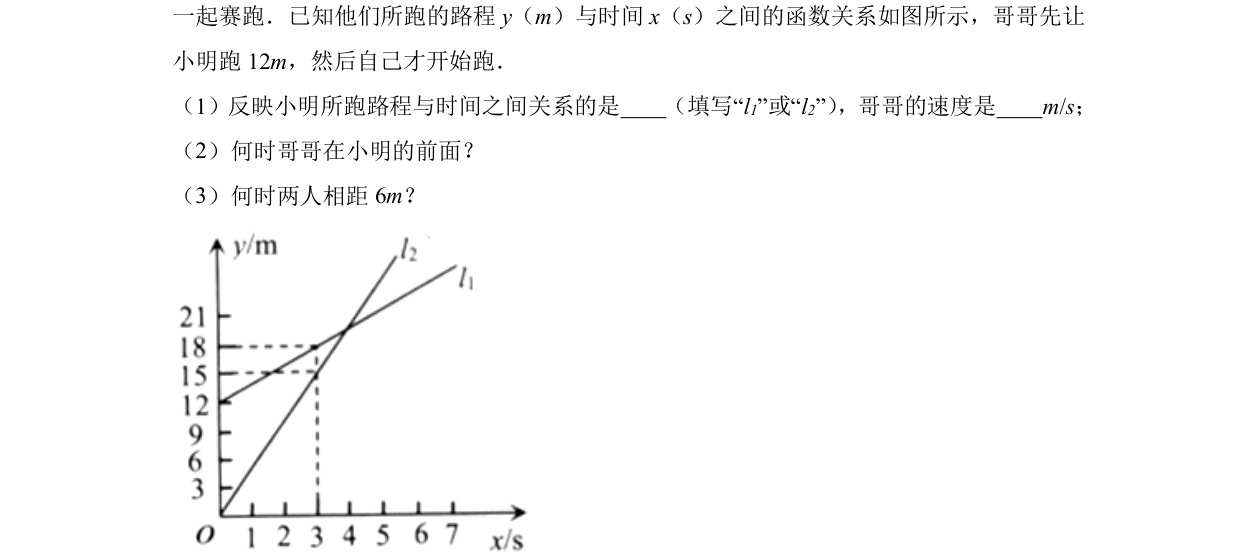 一起赛跑．已知他们所跑的路程 y（m）与时间 x（s）之间的函数关系如图所示，哥哥先让
小明跑 12m，然后自己才开始跑．
（1）反映小明所跑路程与时间之间关系的是____（填写“l1”或“l2”），哥哥的速度是____m/s；
（2）何时哥哥在小明的前面？
（3）何时两人相距 6m？
y/m
l2
l1
21
18
15
12
9
6
3
O 1 2 3 4 5 6 7 x/s